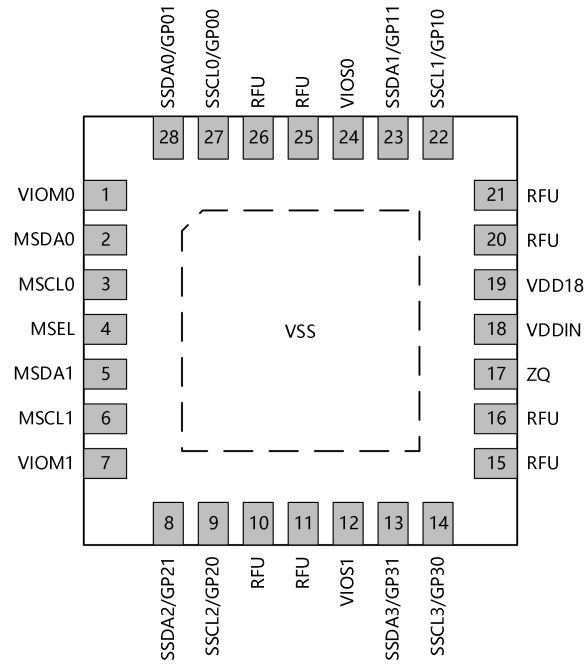 SSDA0/GP01
SSCL0/GP00
RFU
RFU
VIOS0
SSDA1/GP11
SSCL1/GP10
28 27 26 25 24 23 22
VIOM0 1
MSDA0 2
MSCL0 3
MSEL 4
MSDA1 5
MSCL1 6
VIOM1 7
VSS
21 RFU
20 RFU
19 VDD18
18 VDDIN
17 ZQ
16 RFU
15 RFU
8 9 10 11 12 13 14
SSDA2/GP21
SSCL2/GP20
RFU
RFU
VIOS1
SSDA3/GP31
SSCL3/GP30